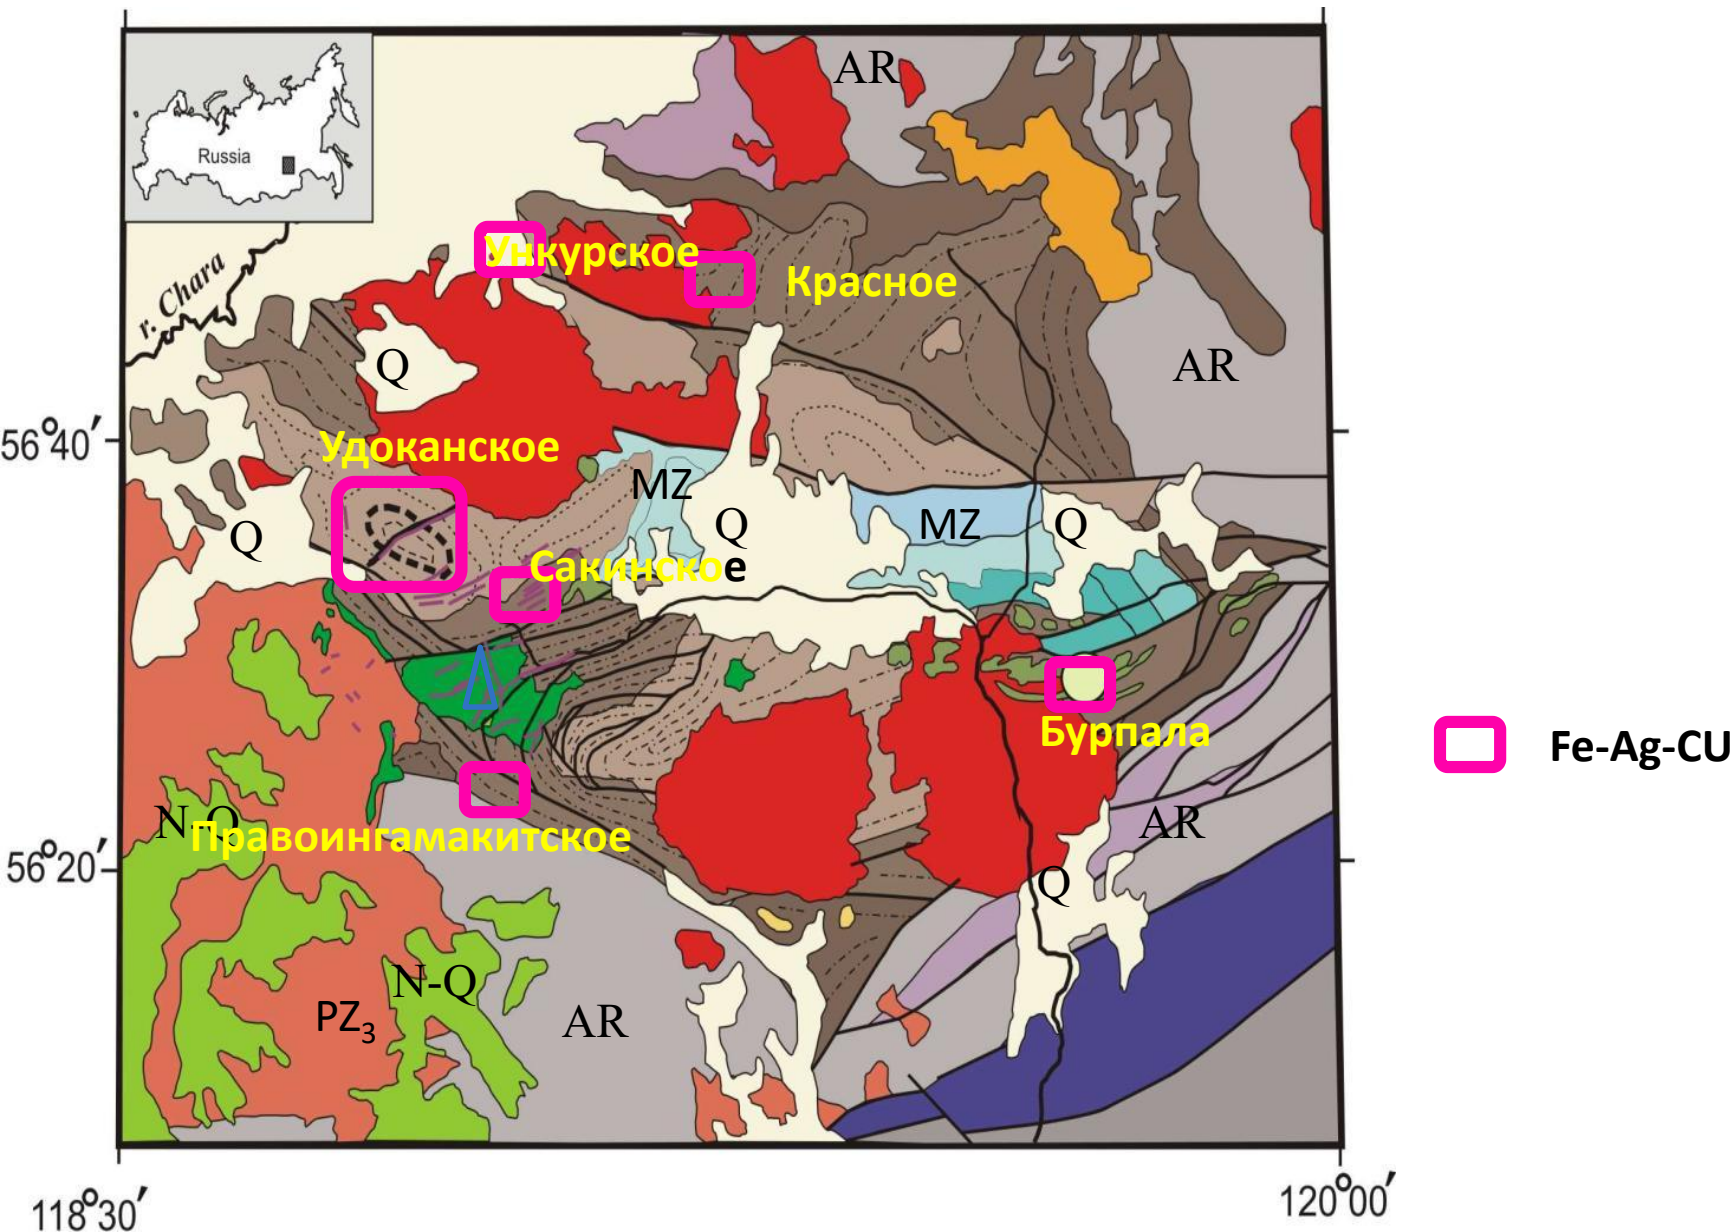 AR
Russia
r. Chara
Ункурское
Красное
Q
AR
56°40′
Удоканское
MZ
Q
Q
MZ
Q
Сакинское
Бурпала
Fe-Ag-CU
N-Q
AR
Правоингамакитское
56°20′
Q
N-Q
PZ3
AR
118°30′
120°00′